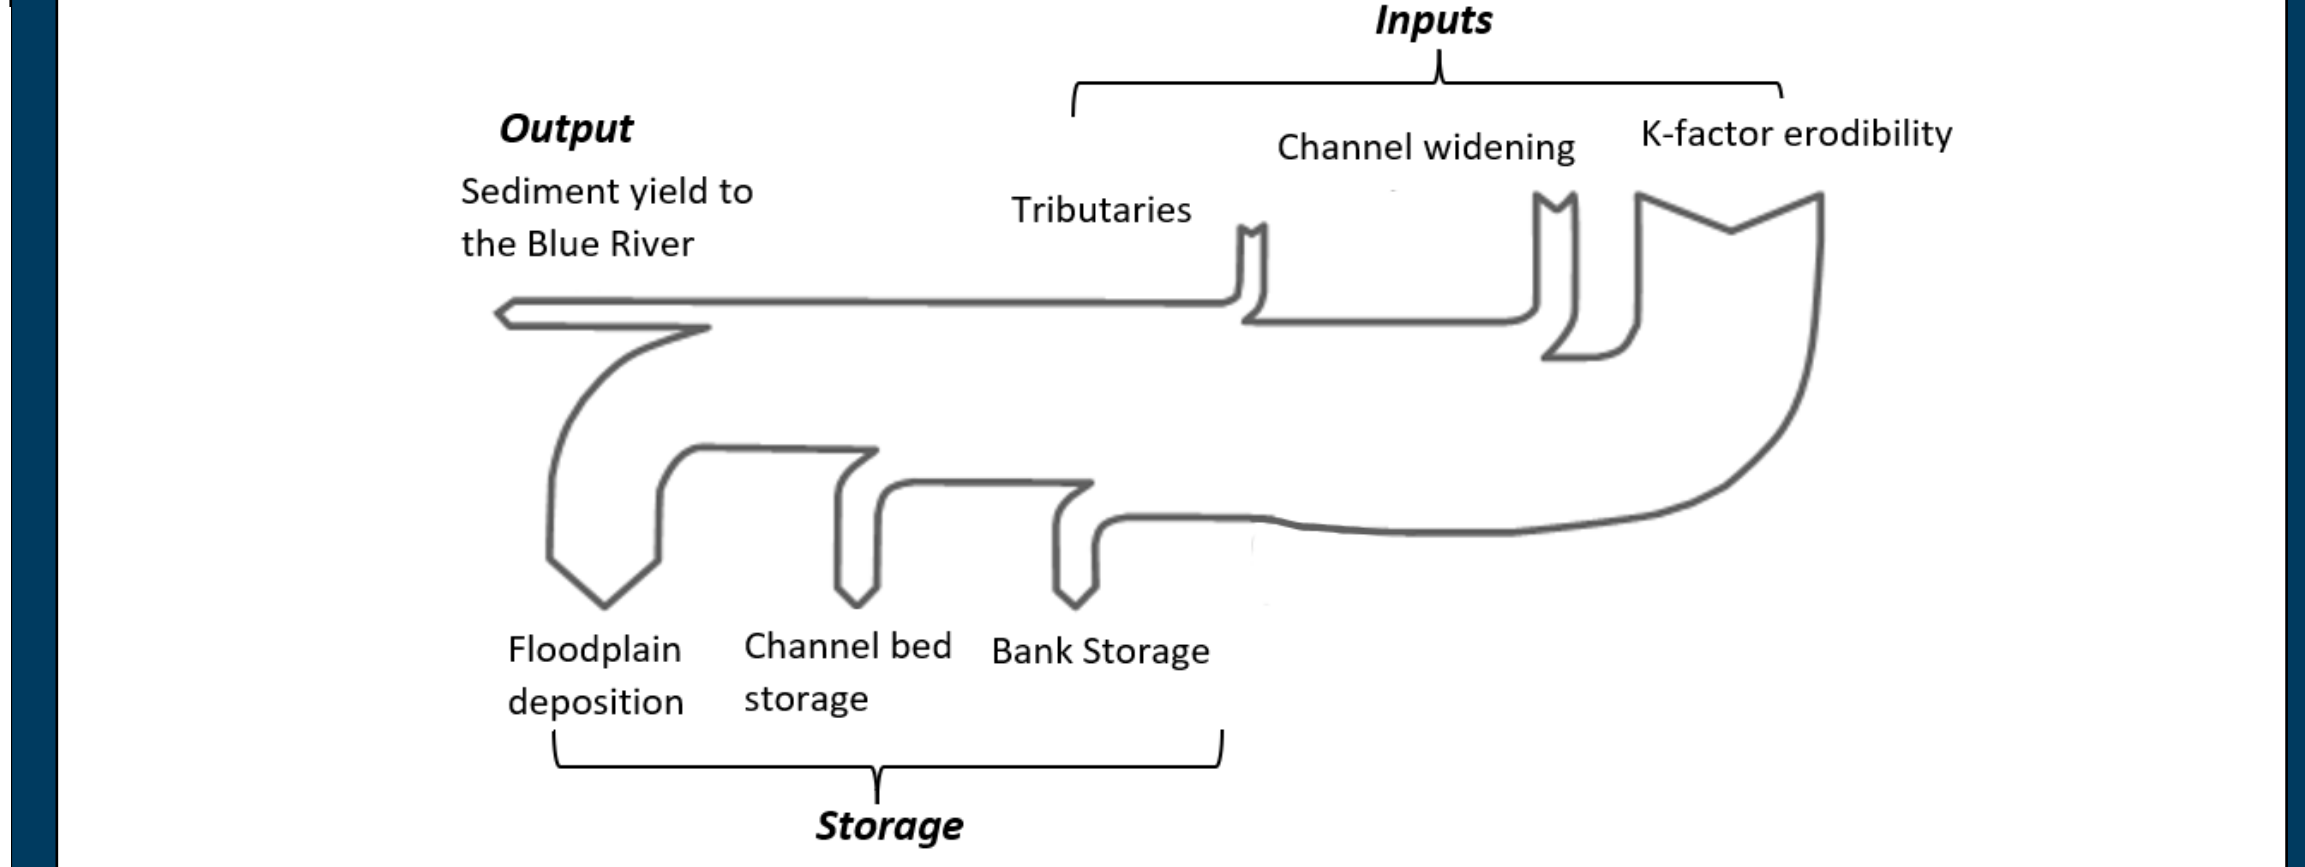 Inputs
Output
Sediment yield to
the Blue River
Tributaries
Channel widening
K-factor erodibility
Floodplain
deposition
Channel bed
storage
Bank Storage
Storage